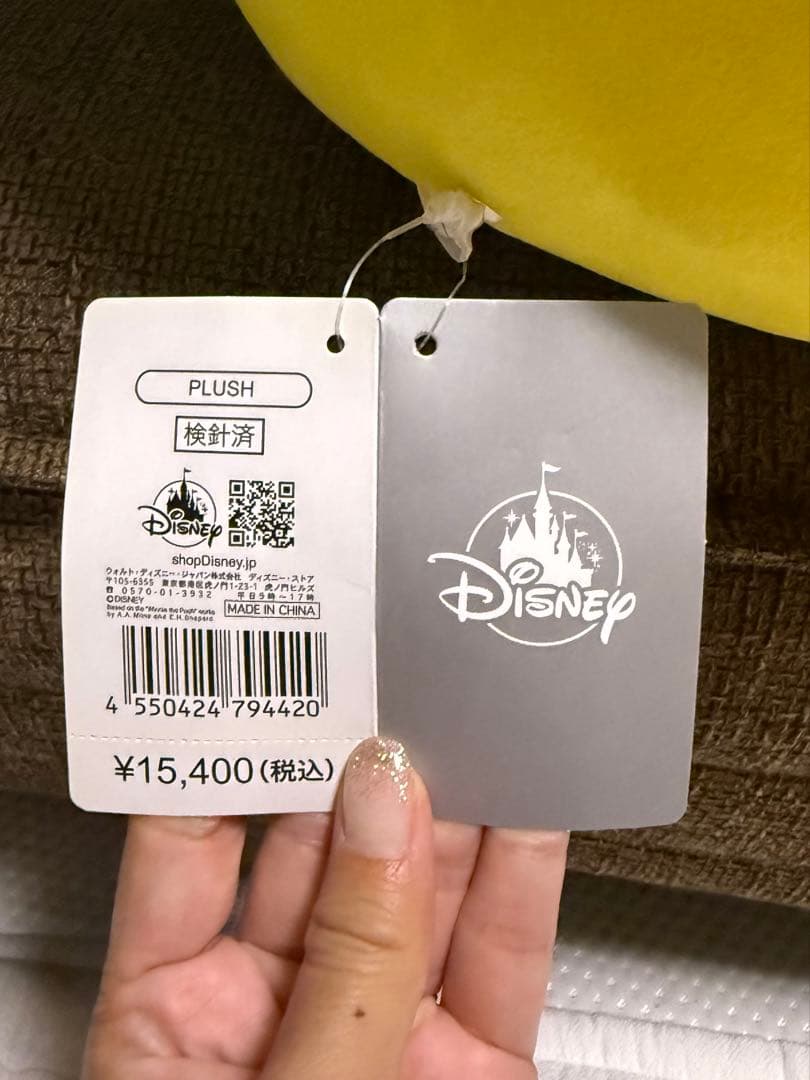 PLUSH
検針済
Disney
shopDisney.jp
ウォルト・ディズニー・ジャパン株式会社 ディズニー・ストア
〒105-6355 東京都港区虎ノ門1-23-1 虎ノ門ヒルズ
☎ 0570-01-3932 平日9時〜17時
©DISNEY
Based on the "Winnie the Pooh" works
by A.A. Milne and E.H. Shepard.
MADE IN CHINA
4 550424 794420
¥15,400(税込)
Disney